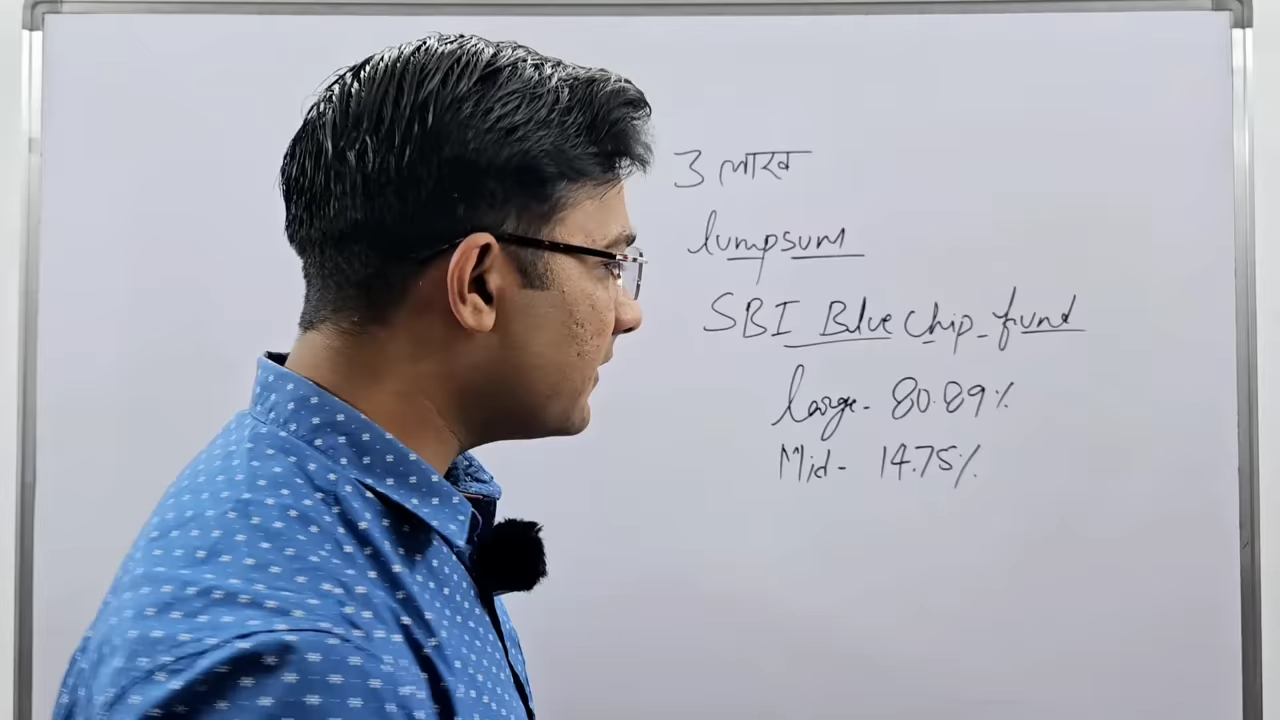 3 लाख
lumpsum
SBI Blue chip fund
large - 80.89%
Mid - 14.75%